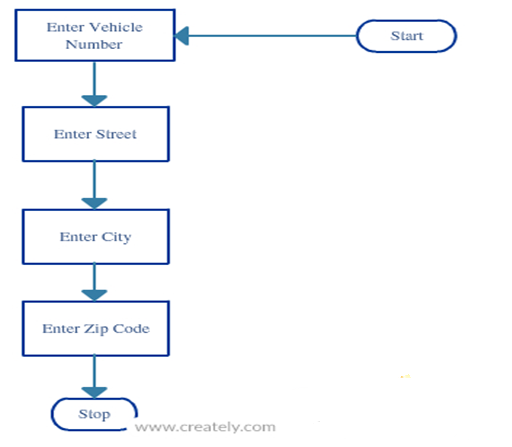 Start
Enter Vehicle
Number
Enter Street
Enter City
Enter Zip Code
Stop
www.creately.com